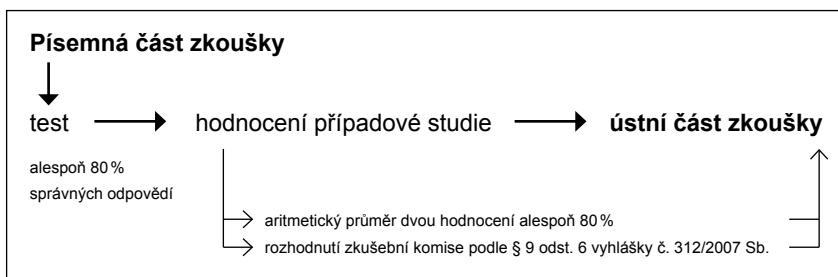 Písemná část zkoušky
test hodnocení případové studie ústní část zkoušky
alespoň 80 %
správných odpovědí
aritmetický průměr dvou hodnocení alespoň 80 %
rozhodnutí zkušební komise podle § 9 odst. 6 vyhlášky č. 312/2007 Sb.